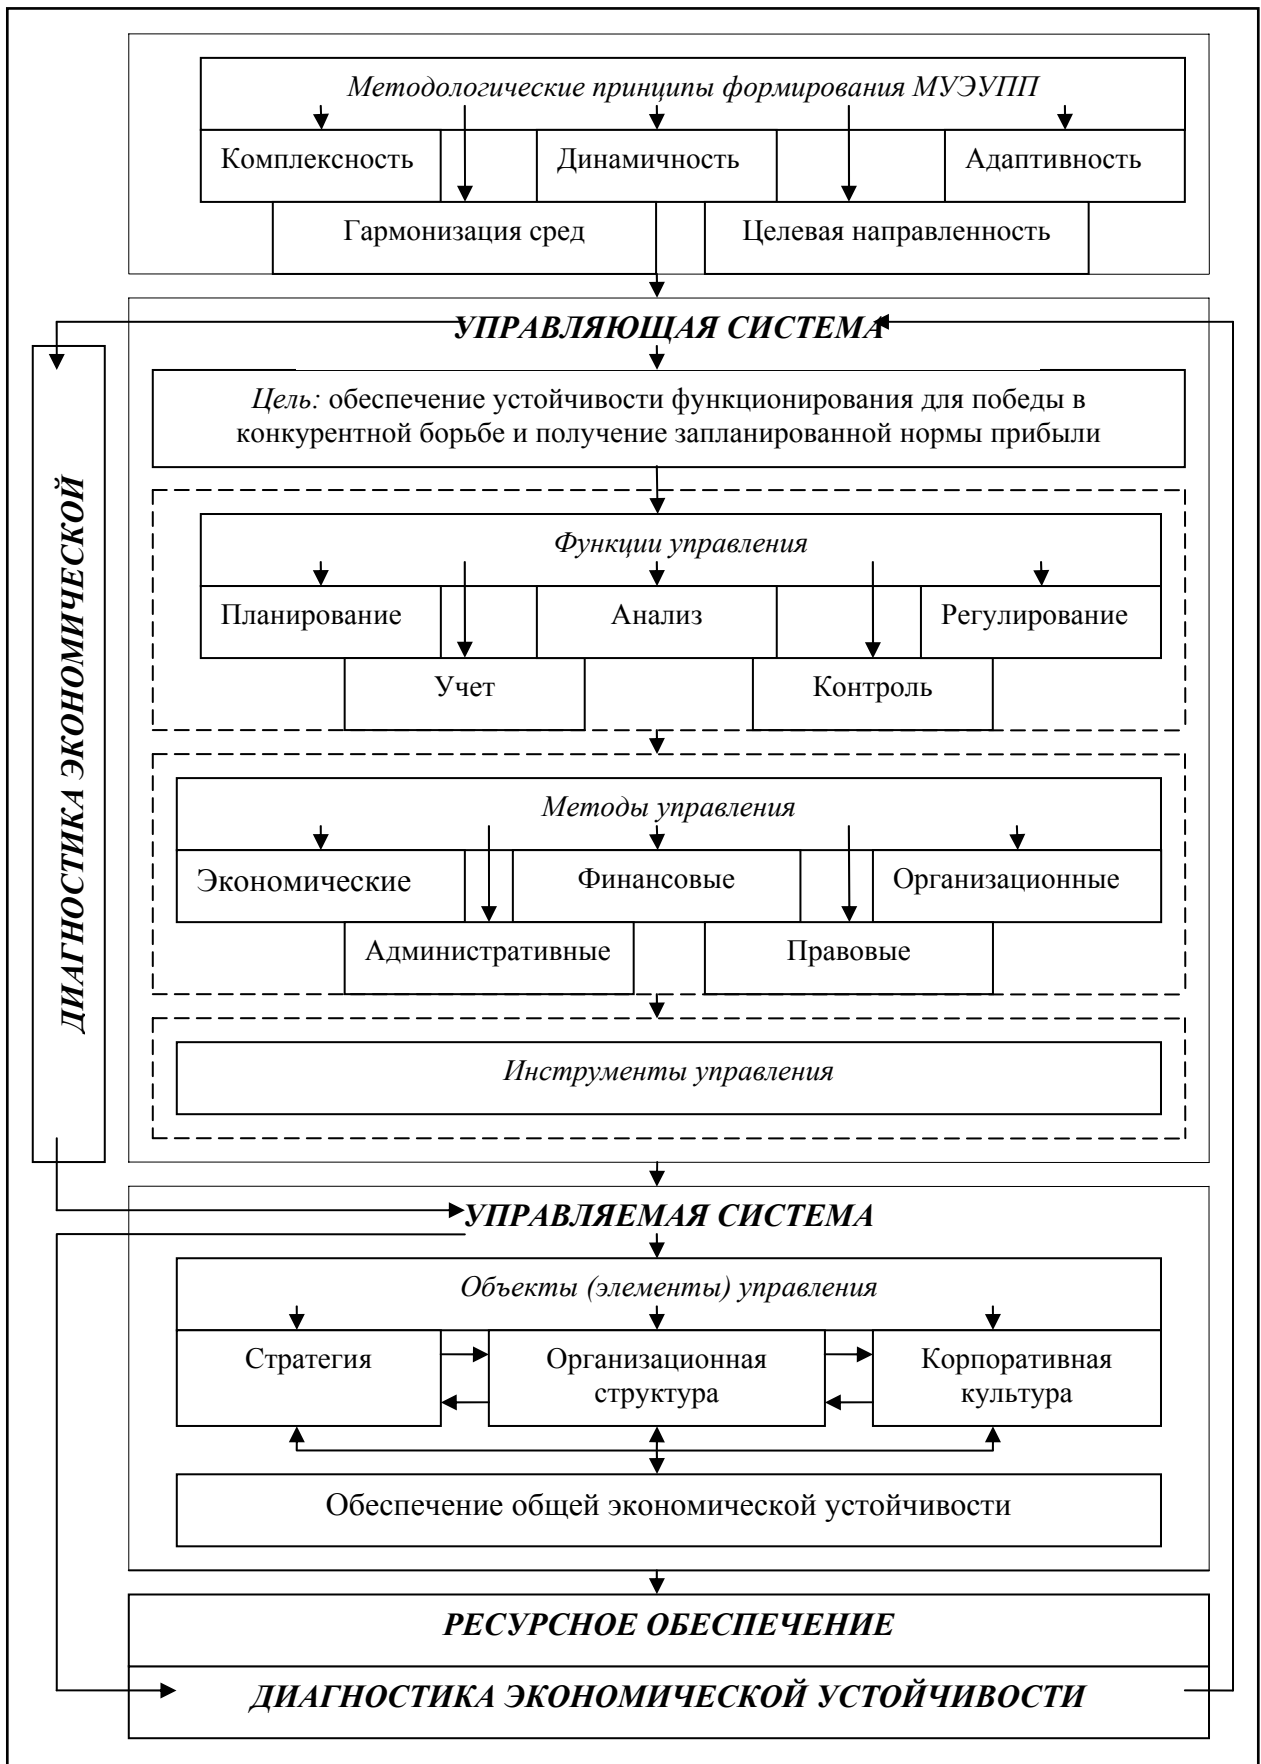 Методологические принципы формирования МУЭУПП
Комплексность
Динамичность
Адаптивность
Гармонизация сред
Целевая направленность
УПРАВЛЯЮЩАЯ СИСТЕМА
Цель: обеспечение устойчивости функционирования для победы в
конкурентной борьбе и получение запланированной нормы прибыли
ДИАГНОСТИКА ЭКОНОМИЧЕСКОЙ
Функции управления
Планирование
Анализ
Регулирование
Учет
Контроль
Методы управления
Экономические
Финансовые
Организационные
Административные
Правовые
Инструменты управления
УПРАВЛЯЕМАЯ СИСТЕМА
Объекты (элементы) управления
Стратегия
Организационная
структура
Корпоративная
культура
Обеспечение общей экономической устойчивости
РЕСУРСНОЕ ОБЕСПЕЧЕНИЕ
ДИАГНОСТИКА ЭКОНОМИЧЕСКОЙ УСТОЙЧИВОСТИ